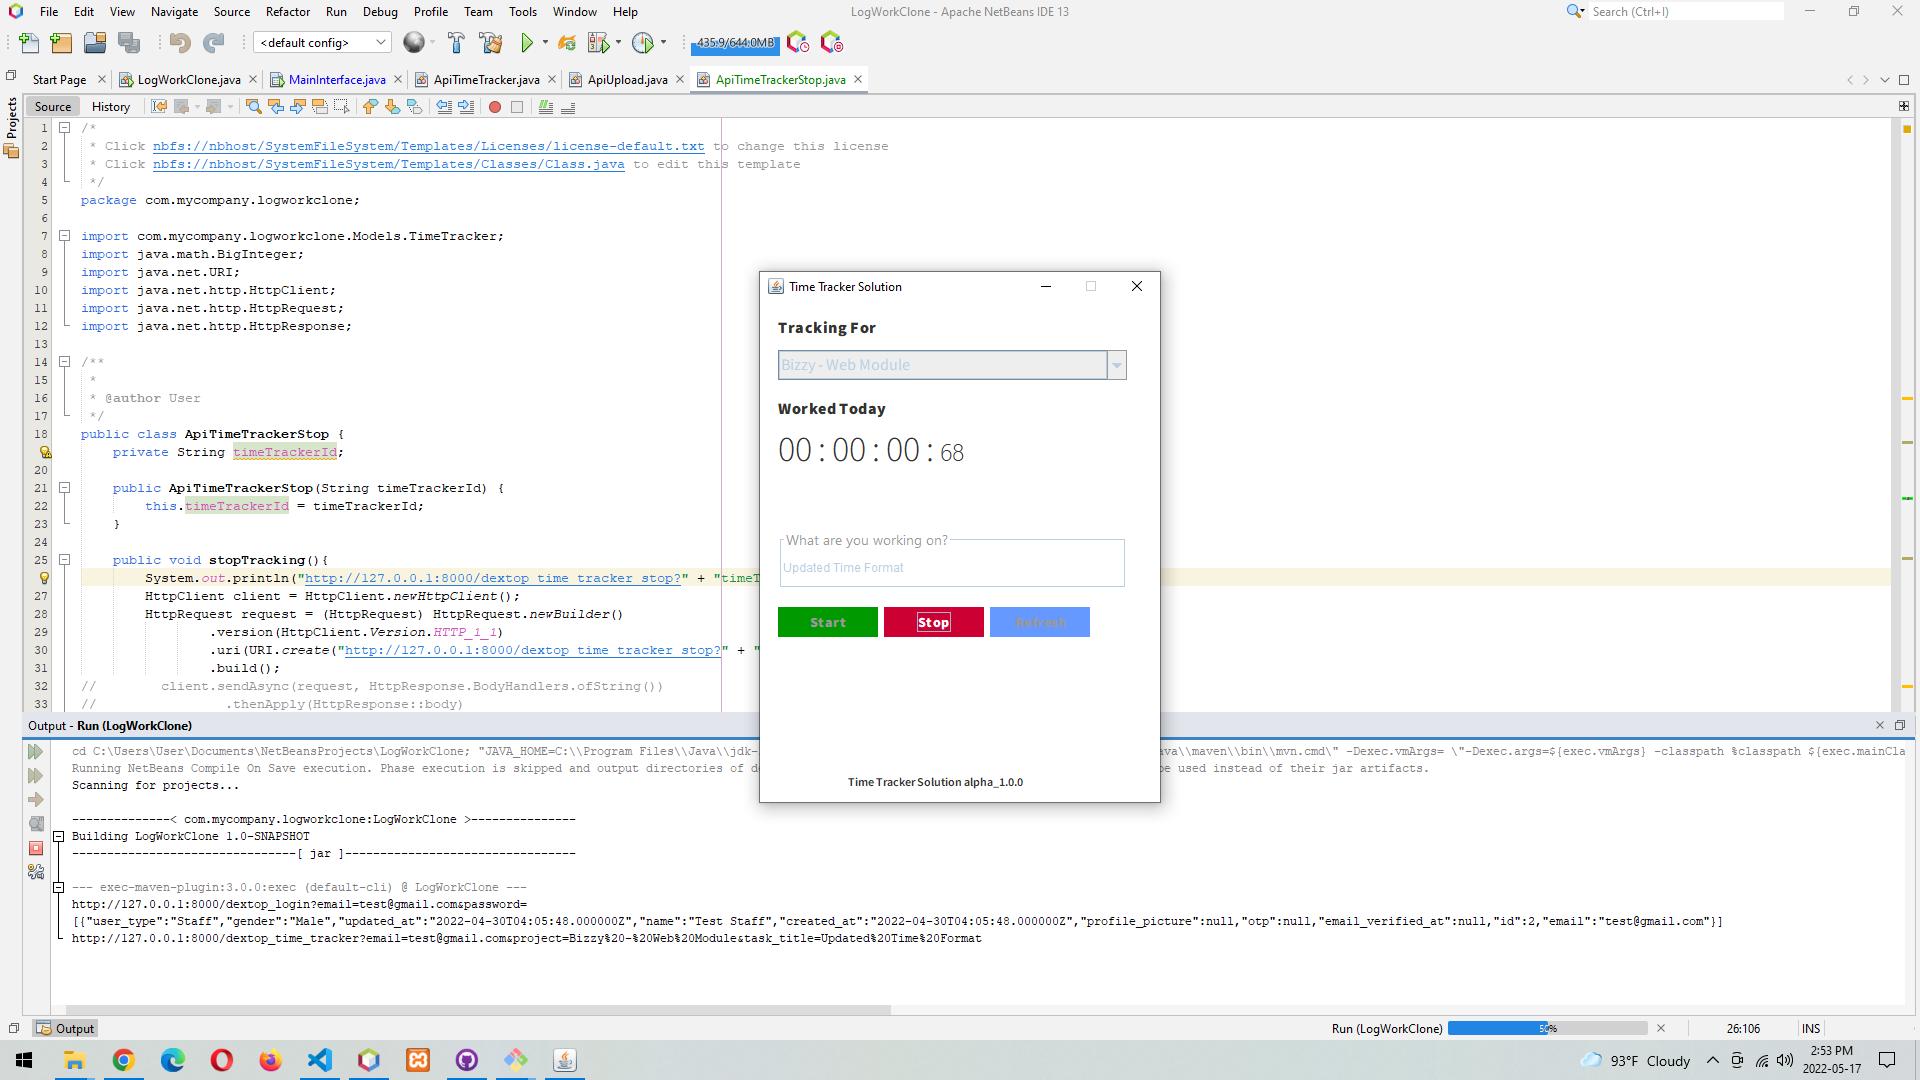 File Edit View Navigate Source Refactor Run Debug Profile Team Tools Window Help
LogWorkClone - Apache NetBeans IDE 13
Search (Ctrl+I)
<default config>
435.9/644.0MB
Start Page
LogWorkClone.java
MainInterface.java
ApiTimeTracker.java
ApiUpload.java
ApiTimeTrackerStop.java
Projects
Source History
1 /*
2 * Click nbfs://nbhost/SystemFileSystem/Templates/Licenses/license-default.txt to change this license
3 * Click nbfs://nbhost/SystemFileSystem/Templates/Classes/Class.java to edit this template
4 */
5 package com.mycompany.logworkclone;
6
7 import com.mycompany.logworkclone.Models.TimeTracker;
8 import java.math.BigInteger;
9 import java.net.URI;
10 import java.net.http.HttpClient;
11 import java.net.http.HttpRequest;
12 import java.net.http.HttpResponse;
13
14 /**
15 *
16 * @author User
17 */
18 public class ApiTimeTrackerStop {
private String timeTrackerId;
20
21 public ApiTimeTrackerStop(String timeTrackerId) {
22 this.timeTrackerId = timeTrackerId;
23 }
24
25 public void stopTracking(){
System.out.println("http://127.0.0.1:8000/dextop_time_tracker_stop?" + "timeT
27 HttpClient client = HttpClient.newHttpClient();
28 HttpRequest request = (HttpRequest) HttpRequest.newBuilder()
29 .version(HttpClient.Version.HTTP_1_1)
30 .uri(URI.create("http://127.0.0.1:8000/dextop_time_tracker_stop?" + "
31 .build();
32 // client.sendAsync(request, HttpResponse.BodyHandlers.ofString())
33 // .thenApply(HttpResponse::body)
Time Tracker Solution
Tracking For
Bizzy - Web Module
Worked Today
00 : 00 : 00 : 68
What are you working on?
Updated Time Format
Start Stop Refresh
Time Tracker Solution alpha_1.0.0
Output - Run (LogWorkClone)
cd C:\Users\User\Documents\NetBeansProjects\LogWorkClone; "JAVA_HOME=C:\\Program Files\\Java\\jdk- ava\\maven\\bin\\mvn.cmd\" -Dexec.vmArgs= \"-Dexec.args=${exec.vmArgs} -classpath %classpath ${exec.mainCla
Running NetBeans Compile On Save execution. Phase execution is skipped and output directories of de be used instead of their jar artifacts.
Scanning for projects...
--------------< com.mycompany.logworkclone:LogWorkClone >---------------
Building LogWorkClone 1.0-SNAPSHOT
--------------------------------[ jar ]---------------------------------
--- exec-maven-plugin:3.0.0:exec (default-cli) @ LogWorkClone ---
http://127.0.0.1:8000/dextop_login?email=test@gmail.com&password=
[{"user_type":"Staff","gender":"Male","updated_at":"2022-04-30T04:05:48.000000Z","name":"Test Staff","created_at":"2022-04-30T04:05:48.000000Z","profile_picture":null,"otp":null,"email_verified_at":null,"id":2,"email":"test@gmail.com"}]
http://127.0.0.1:8000/dextop_time_tracker?email=test@gmail.com&project=Bizzy%20-%20Web%20Module&task_title=Updated%20Time%20Format
Output
Run (LogWorkClone) 50% 26:106 INS
93°F Cloudy
2:53 PM
2022-05-17